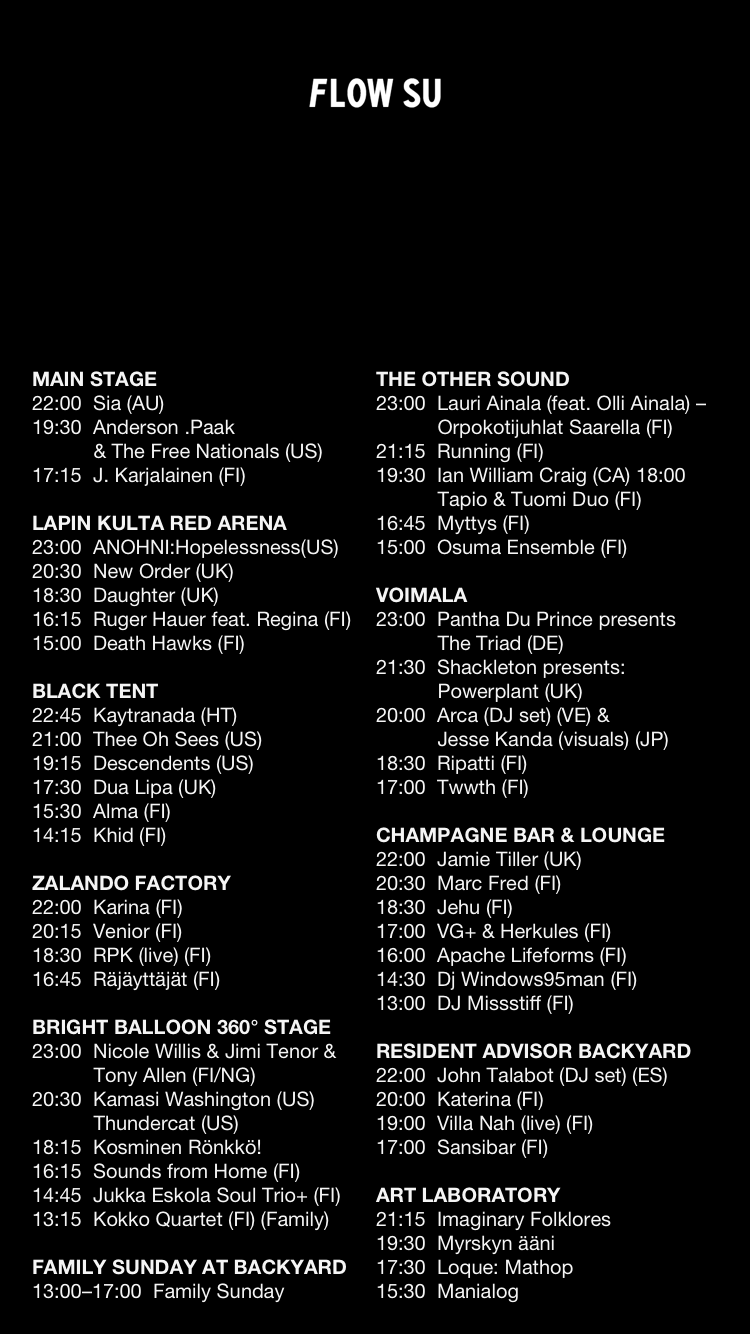 FLOW SU
MAIN STAGE
22:00 Sia (AU)
19:30 Anderson .Paak
& The Free Nationals (US)
17:15 J. Karjalainen (FI)
LAPIN KULTA RED ARENA
23:00 ANOHNI:Hopelessness(US)
20:30 New Order (UK)
18:30 Daughter (UK)
16:15 Ruger Hauer feat. Regina (FI)
15:00 Death Hawks (FI)
BLACK TENT
22:45 Kaytranada (HT)
21:00 Thee Oh Sees (US)
19:15 Descendents (US)
17:30 Dua Lipa (UK)
15:30 Alma (FI)
14:15 Khid (FI)
ZALANDO FACTORY
22:00 Karina (FI)
20:15 Venior (FI)
18:30 RPK (live) (FI)
16:45 Räjäyttäjät (FI)
BRIGHT BALLOON 360° STAGE
23:00 Nicole Willis & Jimi Tenor &
Tony Allen (FI/NG)
20:30 Kamasi Washington (US)
Thundercat (US)
18:15 Kosminen Rönkkö!
16:15 Sounds from Home (FI)
14:45 Jukka Eskola Soul Trio+ (FI)
13:15 Kokko Quartet (FI) (Family)
FAMILY SUNDAY AT BACKYARD
13:00–17:00 Family Sunday
THE OTHER SOUND
23:00 Lauri Ainala (feat. Olli Ainala) –
Orpokotijuhlat Saarella (FI)
21:15 Running (FI)
19:30 Ian William Craig (CA) 18:00
Tapio & Tuomi Duo (FI)
16:45 Myttys (FI)
15:00 Osuma Ensemble (FI)
VOIMALA
23:00 Pantha Du Prince presents
The Triad (DE)
21:30 Shackleton presents:
Powerplant (UK)
20:00 Arca (DJ set) (VE) &
Jesse Kanda (visuals) (JP)
18:30 Ripatti (FI)
17:00 Twwth (FI)
CHAMPAGNE BAR & LOUNGE
22:00 Jamie Tiller (UK)
20:30 Marc Fred (FI)
18:30 Jehu (FI)
17:00 VG+ & Herkules (FI)
16:00 Apache Lifeforms (FI)
14:30 Dj Windows95man (FI)
13:00 DJ Missstiff (FI)
RESIDENT ADVISOR BACKYARD
22:00 John Talabot (DJ set) (ES)
20:00 Katerina (FI)
19:00 Villa Nah (live) (FI)
17:00 Sansibar (FI)
ART LABORATORY
21:15 Imaginary Folklores
19:30 Myrskyn ääni
17:30 Loque: Mathop
15:30 Manialog